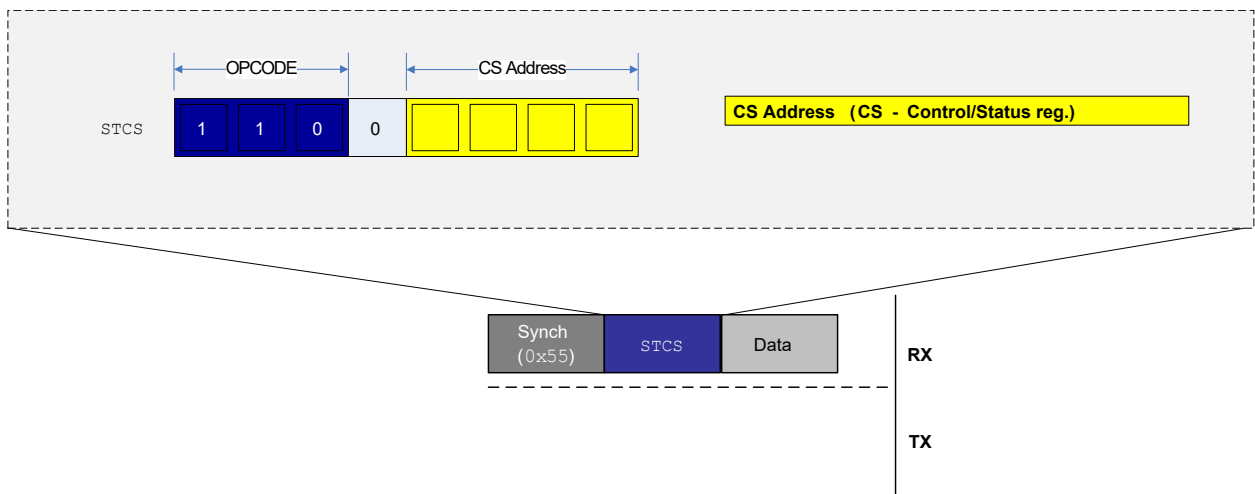 OPCODE
CS Address
STCS
1 1 0 0
CS Address (CS - Control/Status reg.)
Synch
(0x55)
STCS
Data
RX
TX